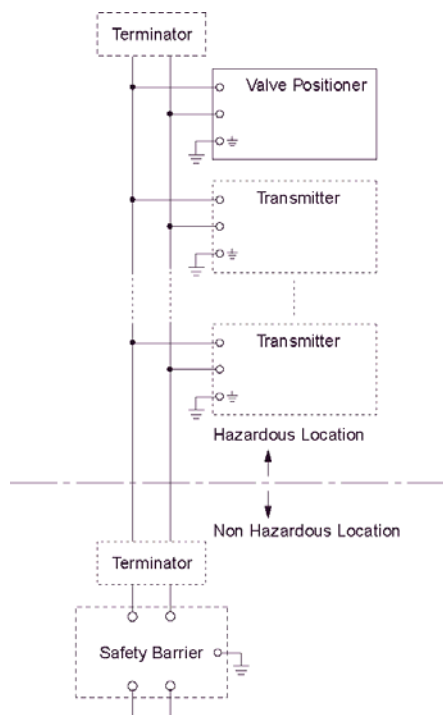 Terminator
Valve Positioner
Transmitter
Transmitter
Hazardous Location
Non Hazardous Location
Terminator
Safety Barrier